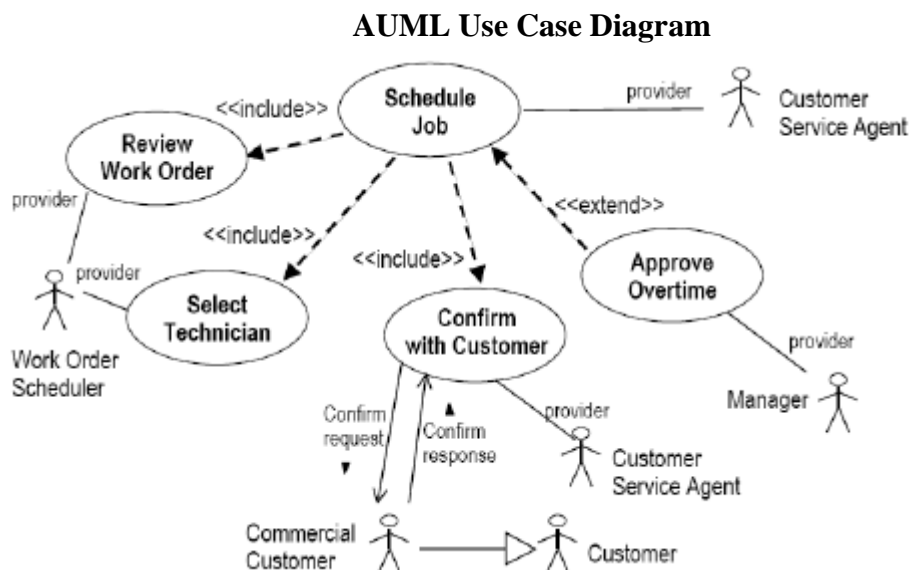 AUML Use Case Diagram
Schedule
Job
provider
Customer
Service Agent
<<include>>
Review
Work Order
provider
<<extend>>
<<include>>
<<include>>
provider
Approve
Overtime
Select
Technician
Confirm
with Customer
Work Order
Scheduler
provider
Manager
Confirm
request
Confirm
response
provider
Customer
Service Agent
Commercial
Customer
Customer